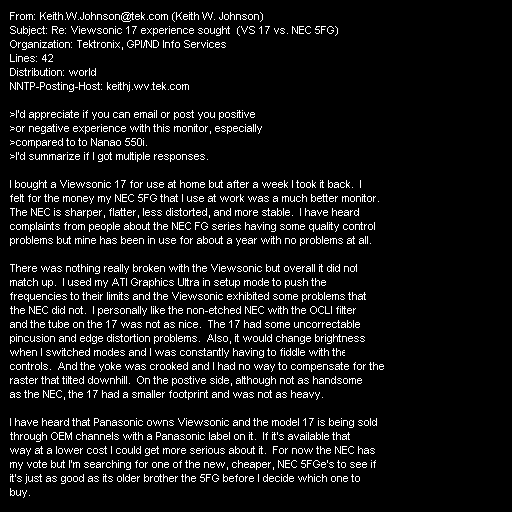 From: Keith.W.Johnson@tek.com (Keith W. Johnson)
Subject: Re: Viewsonic 17 experience sought  (VS 17 vs. NEC 5FG)
Organization: Tektronix, GPI/ND Info Services
Lines: 42
Distribution: world
NNTP-Posting-Host: keithj.wv.tek.com

>I'd appreciate if you can email or post you positive
>or negative experience with this monitor, especially
>compared to to Nanao 550i.
>I'd summarize if I got multiple responses.

I bought a Viewsonic 17 for use at home but after a week I took it back.  I
felt for the money my NEC 5FG that I use at work was a much better monitor.
The NEC is sharper, flatter, less distorted, and more stable.  I have heard
complaints from people about the NEC FG series having some quality control
problems but mine has been in use for about a year with no problems at all.

There was nothing really broken with the Viewsonic but overall it did not
match up.  I used my ATI Graphics Ultra in setup mode to push the
frequencies to their limits and the Viewsonic exhibited some problems that
the NEC did not.  I personally like the non-etched NEC with the OCLI filter
and the tube on the 17 was not as nice.  The 17 had some uncorrectable
pincusion and edge distortion problems.  Also, it would change brightness
when I switched modes and I was constantly having to fiddle with the
controls.  And the yoke was crooked and I had no way to compensate for the
raster that tilted downhill.  On the postive side, although not as handsome
as the NEC, the 17 had a smaller footprint and was not as heavy.

I have heard that Panasonic owns Viewsonic and the model 17 is being sold
through OEM channels with a Panasonic label on it.  If it's available that
way at a lower cost I could get more serious about it.  For now the NEC has
my vote but I'm searching for one of the new, cheaper, NEC 5FGe's to see if
it's just as good as its older brother the 5FG before I decide which one to
buy.